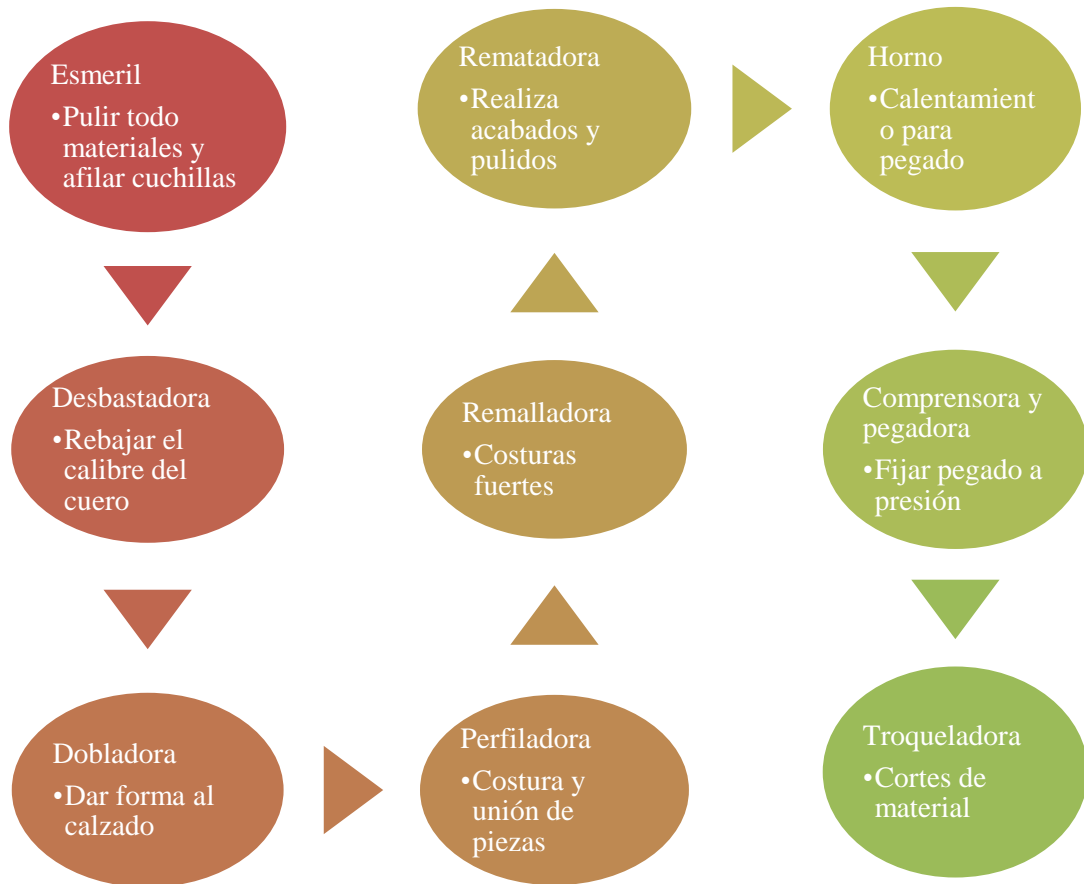 Esmeril
•Pulir todo
materiales y
afilar cuchillas
Desbastadora
•Rebajar el
calibre del
cuero
Dobladora
•Dar forma al
calzado
Perfiladora
•Costura y
unión de
piezas
Remalladora
•Costuras
fuertes
Rematadora
•Realiza
acabados y
pulidos
Horno
•Calentamient
o para
pegado
Comprensora y
pegadora
•Fijar pegado a
presión
Troqueladora
•Cortes de
material